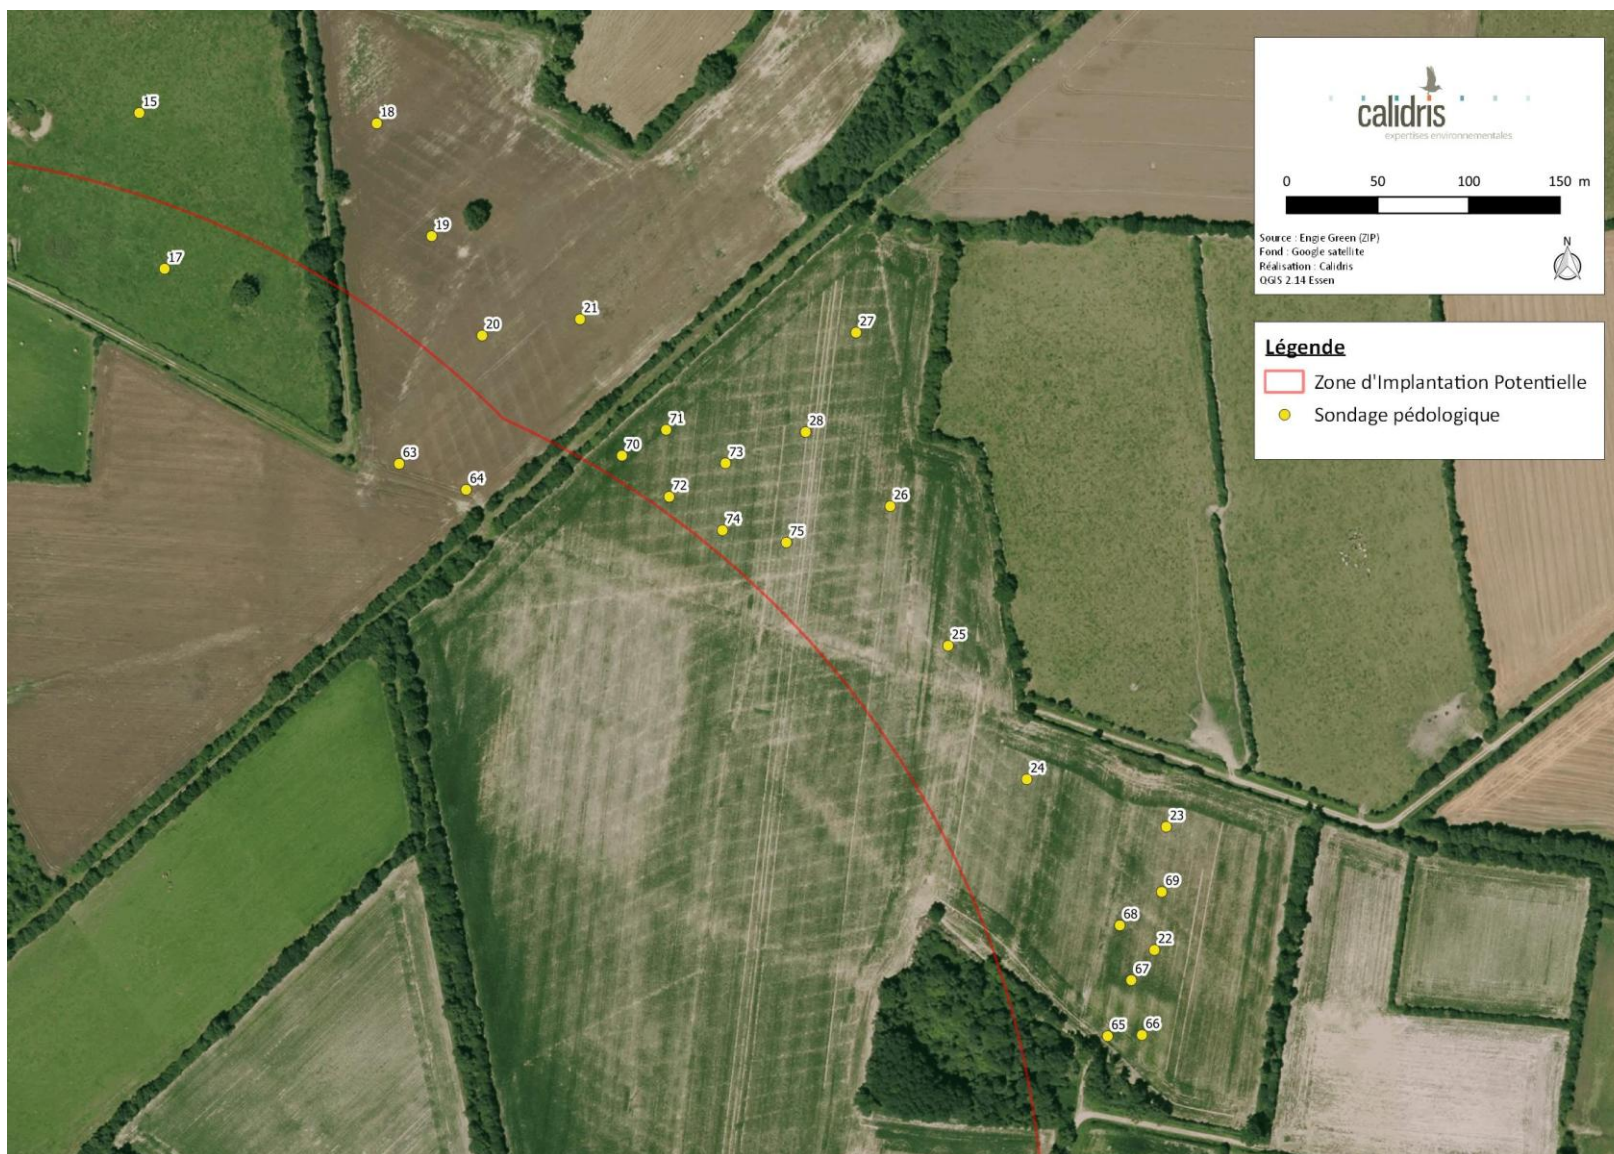 calidris
expertises environnementales
0 50 100 150 m
Source : Engie Green (ZIP)
Fond : Google satellite
Réalisation : Calidris
QGIS 2.14 Essen
N
Légende
Zone d'Implantation Potentielle
Sondage pédologique
15
18
19
17
21
20
27
71
28
70
73
63
64
72
26
74
75
25
24
23
69
68
22
67
65
66